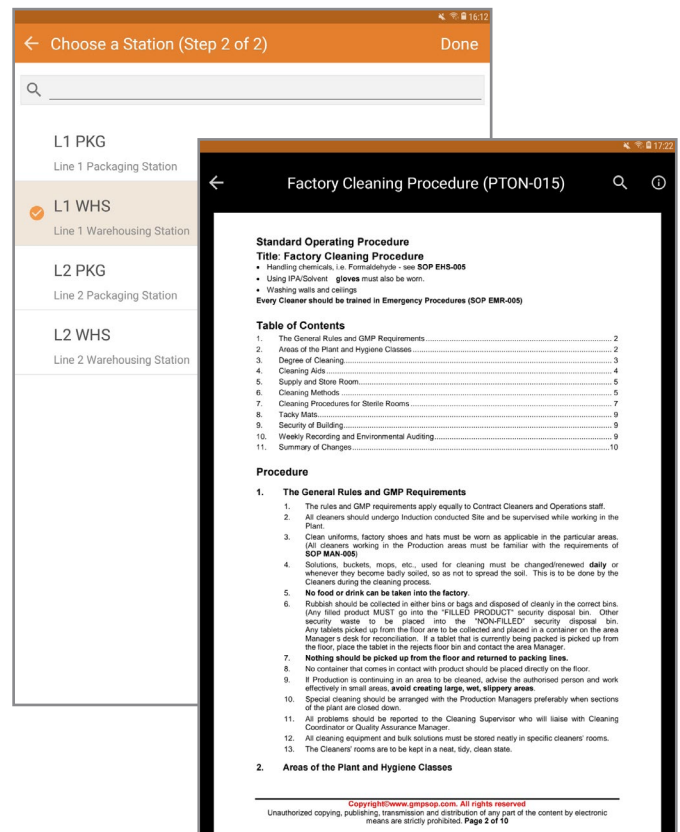 16:12
Choose a Station (Step 2 of 2)
Done
L1 PKG
Line 1 Packaging Station
L1 WHS
Line 1 Warehousing Station
L2 PKG
Line 2 Packaging Station
L2 WHS
Line 2 Warehousing Station
17:22
Factory Cleaning Procedure (PTON-015)
Standard Operating Procedure
Title: Factory Cleaning Procedure
• Handling chemicals, i.e. Formaldehyde - see SOP EHS-005
• Using IPA/Solvent gloves must also be worn.
• Washing walls and ceilings
Every Cleaner should be trained in Emergency Procedures (SOP EMR-005)
Table of Contents
1. The General Rules and GMP Requirements 2
2. Areas of the Plant and Hygiene Classes 2
3. Degree of Cleaning 3
4. Cleaning Aids 4
5. Supply and Store Room 5
6. Cleaning Methods 5
7. Cleaning Procedures for Sterile Rooms 7
8. Tacky Mats 9
9. Security of Building 9
10. Weekly Recording and Environmental Auditing 9
11. Summary of Changes 10
Procedure
1. The General Rules and GMP Requirements
1. The rules and GMP requirements apply equally to Contract Cleaners and Operations staff.
2. All cleaners should undergo Induction conducted Site and be supervised while working in the
Plant.
3. Clean uniforms, factory shoes and hats must be worn as applicable in the particular areas.
(All cleaners working in the Production areas must be familiar with the requirements of
SOP MAN-005)
4. Solutions, buckets, mops, etc., used for cleaning must be changed/renewed daily or
whenever they become badly soiled, so as not to spread the soil. This is to be done by the
Cleaners during the cleaning process.
5. No food or drink can be taken into the factory.
6. Rubbish should be collected in either bins or bags and disposed of cleanly in the correct bins.
(Any filled product MUST go into the "FILLED PRODUCT" security disposal bin. Other
security waste to be placed into the "NON-FILLED" security disposal bin.
Any tablets picked up from the floor are to be collected and placed in a container on the area
Manager s desk for reconciliation. If a tablet that is currently being packed is picked up from
the floor, place the tablet in the rejects floor bin and contact the area Manager.
7. Nothing should be picked up from the floor and returned to packing lines.
8. No container that comes in contact with product should be placed directly on the floor.
9. If Production is continuing in an area to be cleaned, advise the authorised person and work
effectively in small areas, avoid creating large, wet, slippery areas.
10. Special cleaning should be arranged with the Production Managers preferably when sections
of the plant are closed down.
11. All problems should be reported to the Cleaning Supervisor who will liaise with Cleaning
Coordinator or Quality Assurance Manager.
12. All cleaning equipment and bulk solutions must be stored neatly in specific cleaners' rooms.
13. The Cleaners' rooms are to be kept in a neat, tidy, clean state.
2. Areas of the Plant and Hygiene Classes
Copyright©www.gmpsop.com. All rights reserved
Unauthorized copying, publishing, transmission and distribution of any part of the content by electronic
means are strictly prohibited. Page 2 of 10